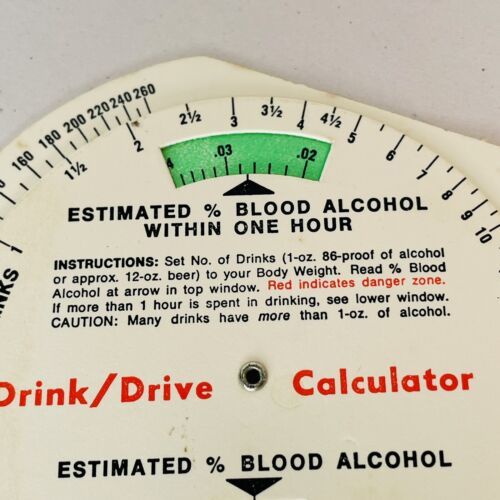 160 180 200 220 240 260
1 1½ 2 2½ 3 3½ 4 4½ 5 6 7 8 9 10
4 .03 .02
ESTIMATED % BLOOD ALCOHOL
WITHIN ONE HOUR
INSTRUCTIONS: Set No. of Drinks (1-oz. 86-proof of alcohol
or approx. 12-oz. beer) to your Body Weight. Read % Blood
Alcohol at arrow in top window. Red indicates danger zone.
If more than 1 hour is spent in drinking, see lower window.
CAUTION: Many drinks have more than 1-oz. of alcohol.
INKS
Drink/Drive Calculator
ESTIMATED % BLOOD ALCOHOL